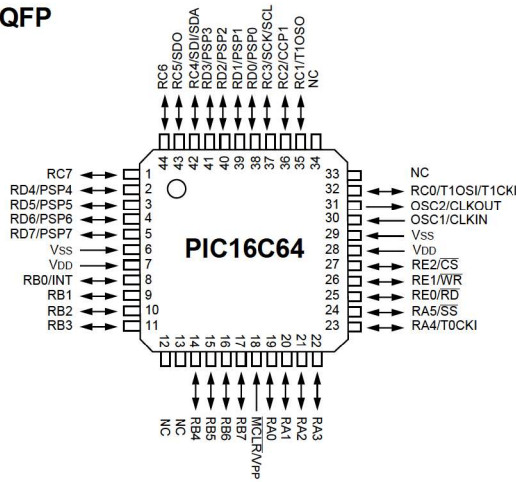 QFP
RC6
RC5/SDO
RC4/SDI/SDA
RD3/PSP3
RD2/PSP2
RD1/PSP1
RD0/PSP0
RC3/SCK/SCL
RC2/CCP1
RC1/T1OSO
NC
44
43
42
41
40
39
38
37
36
35
34
RC7 1
RD4/PSP4 2
RD5/PSP5 3
RD6/PSP6 4
RD7/PSP7 5
VSS 6
VDD 7
RB0/INT 8
RB1 9
RB2 10
RB3 11
PIC16C64
33 NC
32 RC0/T1OSI/T1CKI
31 OSC2/CLKOUT
30 OSC1/CLKIN
29 VSS
28 VDD
27 RE2/CS
26 RE1/WR
25 RE0/RD
24 RA5/SS
23 RA4/T0CKI
12
13
14
15
16
17
18
19
20
21
22
NC
NC
RB4
RB5
RB6
RB7
MCLR/VPP
RA0
RA1
RA2
RA3